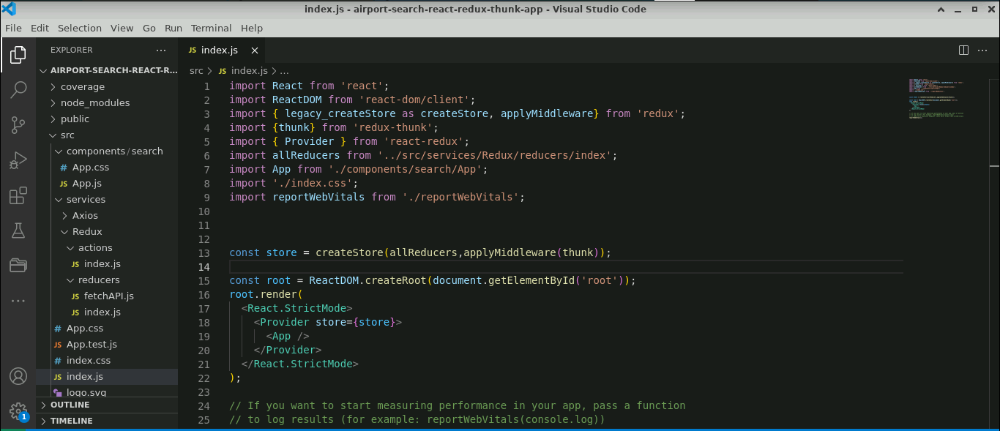 index.js - airport-search-react-redux-thunk-app - Visual Studio Code
File Edit Selection View Go Run Terminal Help
EXPLORER
AIRPORT-SEARCH-REACT-R...
coverage
node_modules
public
src
components/search
# App.css
JS App.js
services
Axios
Redux
actions
JS index.js
reducers
JS fetchAPI.js
JS index.js
# App.css
JS App.test.js
# index.css
JS index.js
logo.svg
OUTLINE
TIMELINE
1
JS index.js
src > JS index.js > ...
1 import React from 'react';
2 import ReactDOM from 'react-dom/client';
3 import { legacy_createStore as createStore, applyMiddleware} from 'redux';
4 import {thunk} from 'redux-thunk';
5 import { Provider } from 'react-redux';
6 import allReducers from '../src/services/Redux/reducers/index';
7 import App from './components/search/App';
8 import './index.css';
9 import reportWebVitals from './reportWebVitals';
10
11
12
13 const store = createStore(allReducers,applyMiddleware(thunk));
14
15 const root = ReactDOM.createRoot(document.getElementById('root'));
16 root.render(
17 <React.StrictMode>
18 <Provider store={store}>
19 <App />
20 </Provider>
21 </React.StrictMode>
22 );
23
24 // If you want to start measuring performance in your app, pass a function
25 // to log results (for example: reportWebVitals(console.log))